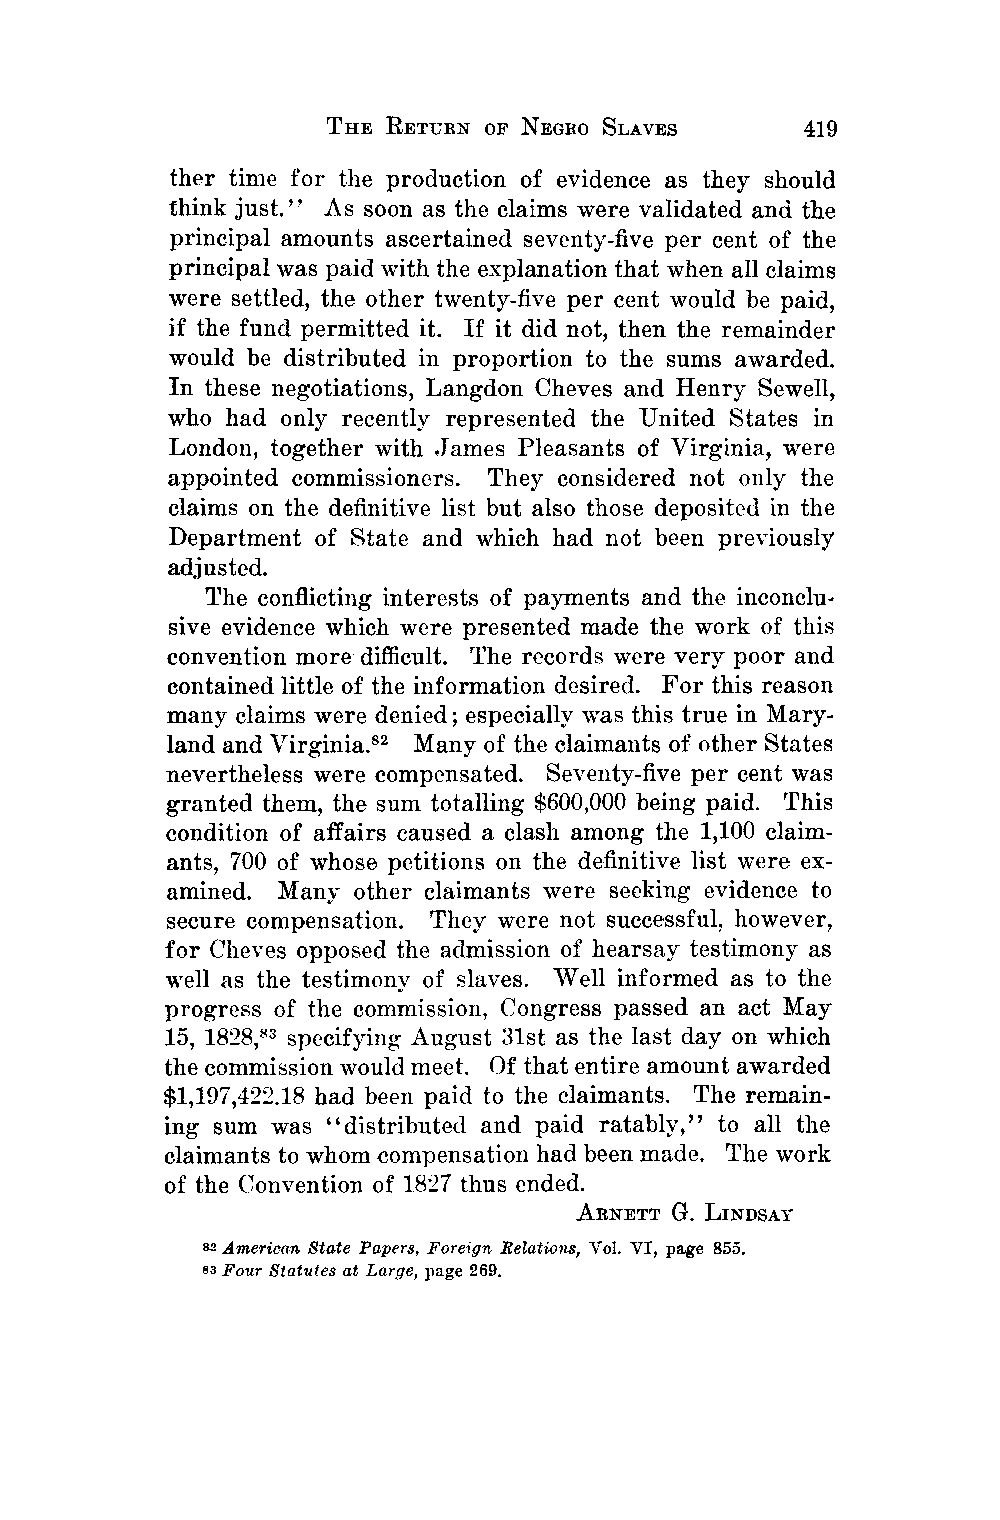 THE RETURN OF NEGRO SLAVES 419
ther time for the production of evidence as they should
think just.'' As soon as the claims were validated and the
principal amounts ascertained seventy-five per cent of the
principal was paid with the explanation that when all claims
were settled, the other twenty-five per cent would be paid,
if the fund permitted it. If it did not, then the remainder
would be distributed in proportion to the sums awarded.
In these negotiations, Langdon Cheves and Henry Sewell,
who had only recently represented the United States in
London, together with James Pleasants of Virginia, were
appointed commissioners. They considered not only the
claims on the definitive list but also those deposited in the
Department of State and which had not been previously
adjusted.
The conflicting interests of payments and the inconclu-
sive evidence which were presented made the work of this
convention more difficult. The records were very poor and
contained little of the information desired. For this reason
many claims were denied; especially was this true in Mary-
land and Virginia.⁸² Many of the claimants of other States
nevertheless were compensated. Seventy-five per cent was
granted them, the sum totalling $600,000 being paid. This
condition of affairs caused a clash among the 1,100 claim-
ants, 700 of whose petitions on the definitive list were ex-
amined. Many other claimants were seeking evidence to
secure compensation. They were not successful, however,
for Cheves opposed the admission of hearsay testimony as
well as the testimony of slaves. Well informed as to the
progress of the commission, Congress passed an act May
15, 1828,⁸³ specifying August 31st as the last day on which
the commission would meet. Of that entire amount awarded
$1,197,422.18 had been paid to the claimants. The remain-
ing sum was ''distributed and paid ratably,'' to all the
claimants to whom compensation had been made. The work
of the Convention of 1827 thus ended.
ARNETT G. LINDSAY
⁸² American State Papers, Foreign Relations, Vol. VI, page 855.
⁸³ Four Statutes at Large, page 269.